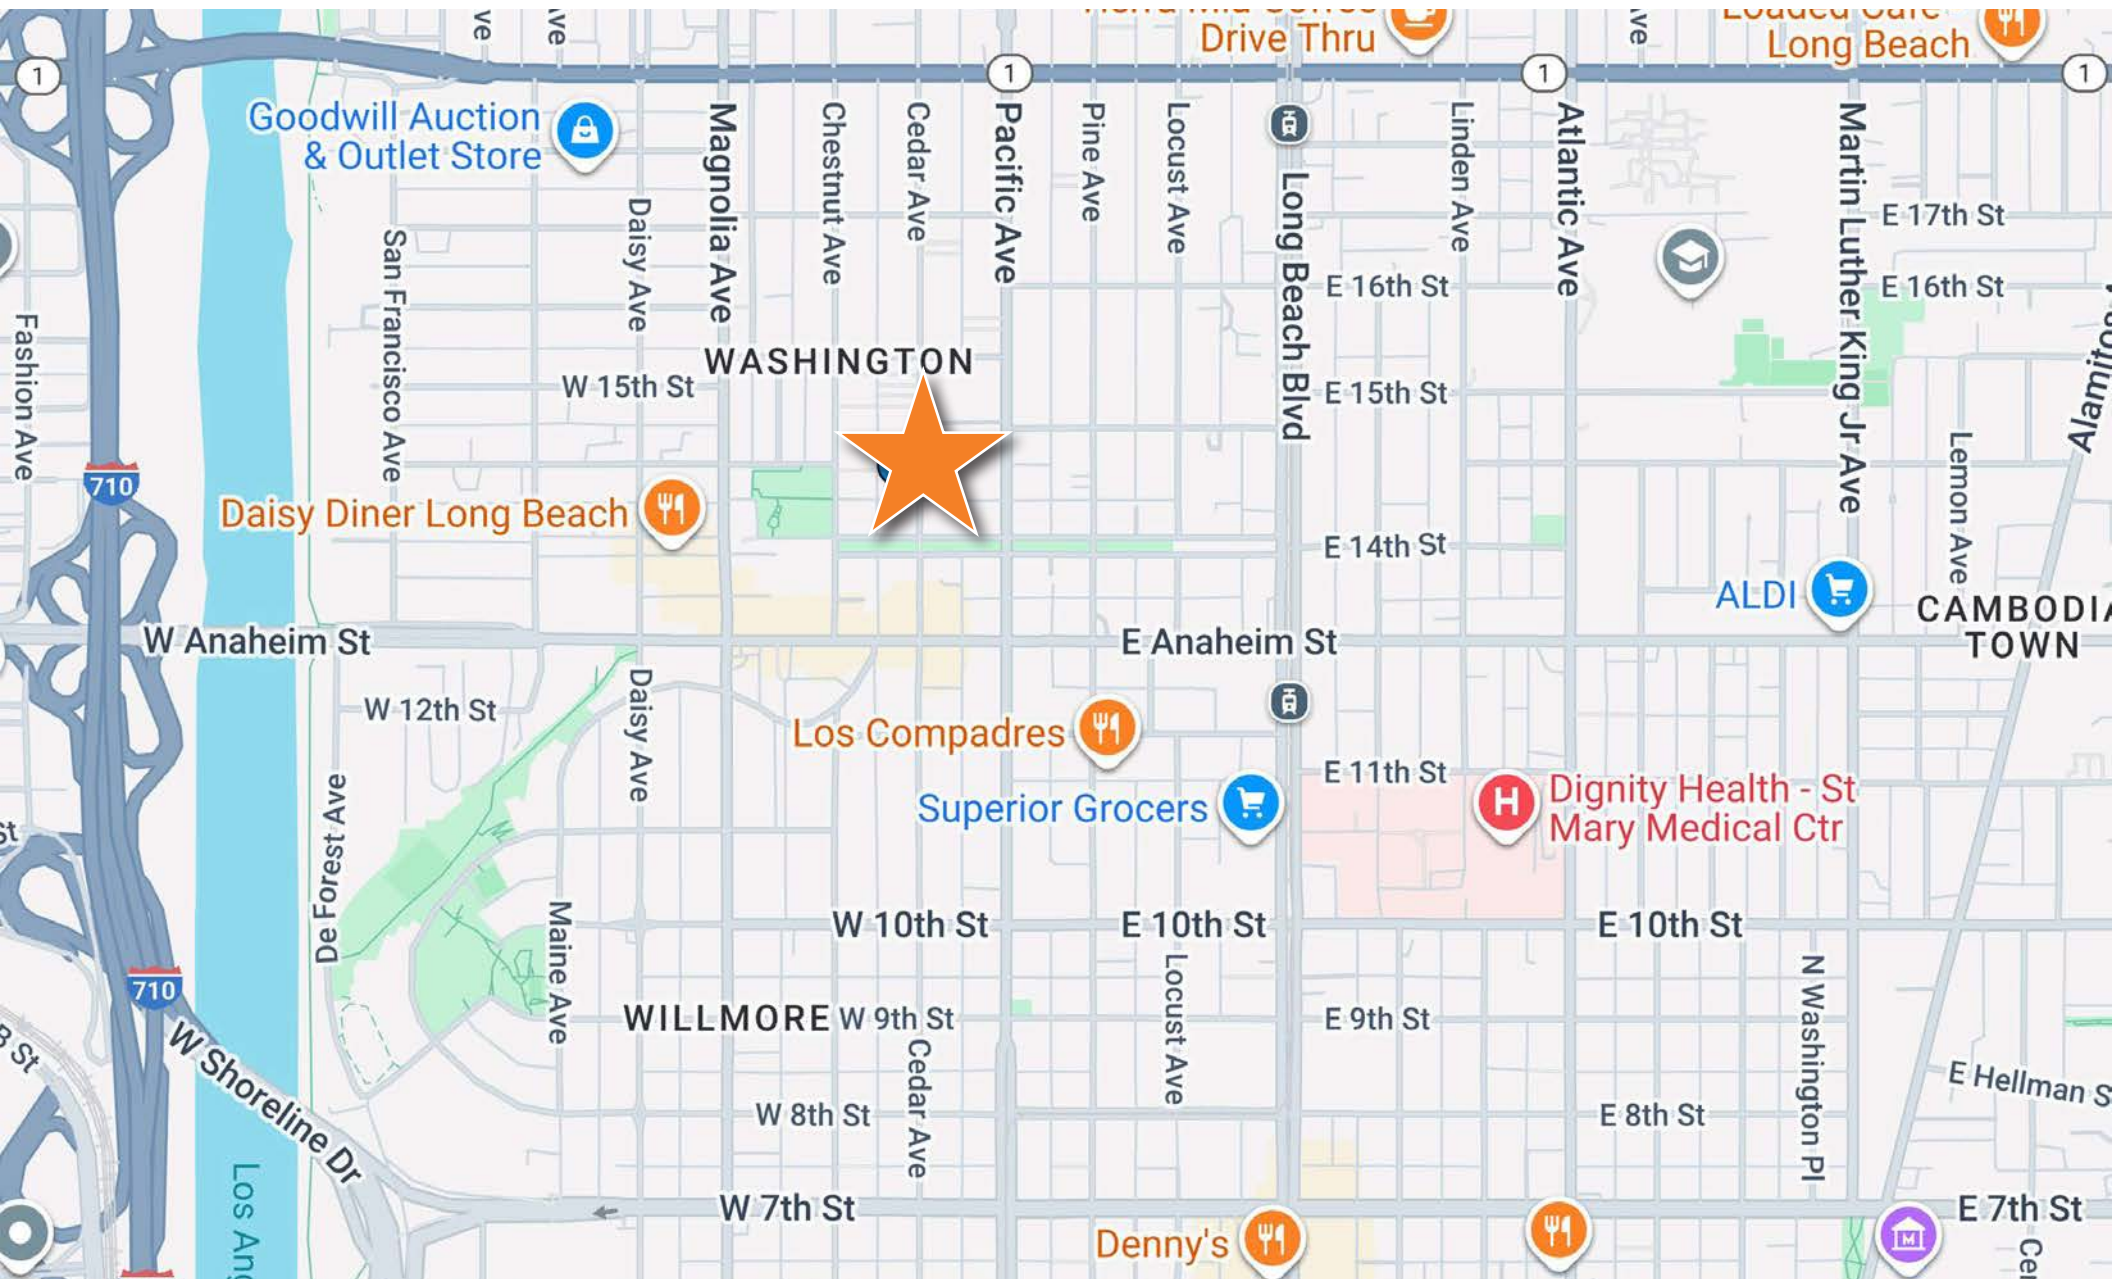 ve
Ave
Drive Thru
Ave
Long Beach
1
1
1
1
Goodwill Auction
& Outlet Store
Magnolia Ave
Chestnut Ave
Cedar Ave
Pacific Ave
Pine Ave
Locust Ave
Linden Ave
Atlantic Ave
Martin Luther King Jr Ave
Long Beach Blvd
Daisy Ave
San Francisco Ave
Fashion Ave
E 17th St
E 16th St
E 16th St
WASHINGTON
W 15th St
E 15th St
Lemon Ave
710
Daisy Diner Long Beach
E 14th St
ALDI
CAMBODIA
TOWN
W Anaheim St
E Anaheim St
Daisy Ave
W 12th St
Los Compadres
E 11th St
Superior Grocers
H
Dignity Health - St
Mary Medical Ctr
De Forest Ave
Maine Ave
W 10th St
E 10th St
E 10th St
710
Locust Ave
N Washington Pl
WILLMORE
W 9th St
E 9th St
Cedar Ave
B St
W Shoreline Dr
E Hellman S
W 8th St
E 8th St
Los Ang
W 7th St
E 7th St
Denny's
M
Ce